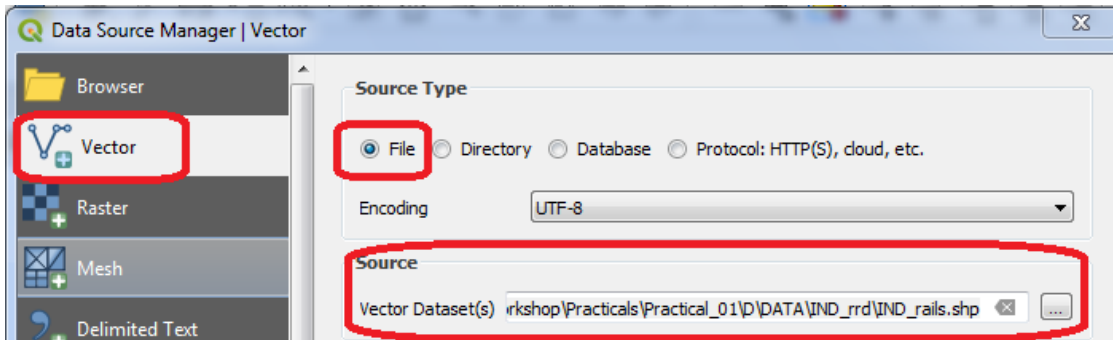 Data Source Manager | Vector
Browser
Vector
Raster
Mesh
Delimited Text
Source Type
File Directory Database Protocol: HTTP(S), cloud, etc.
Encoding UTF-8
Source
Vector Dataset(s) rkshop\Practicals\Practical_01\D\DATA\IND_rrd\IND_rails.shp ...